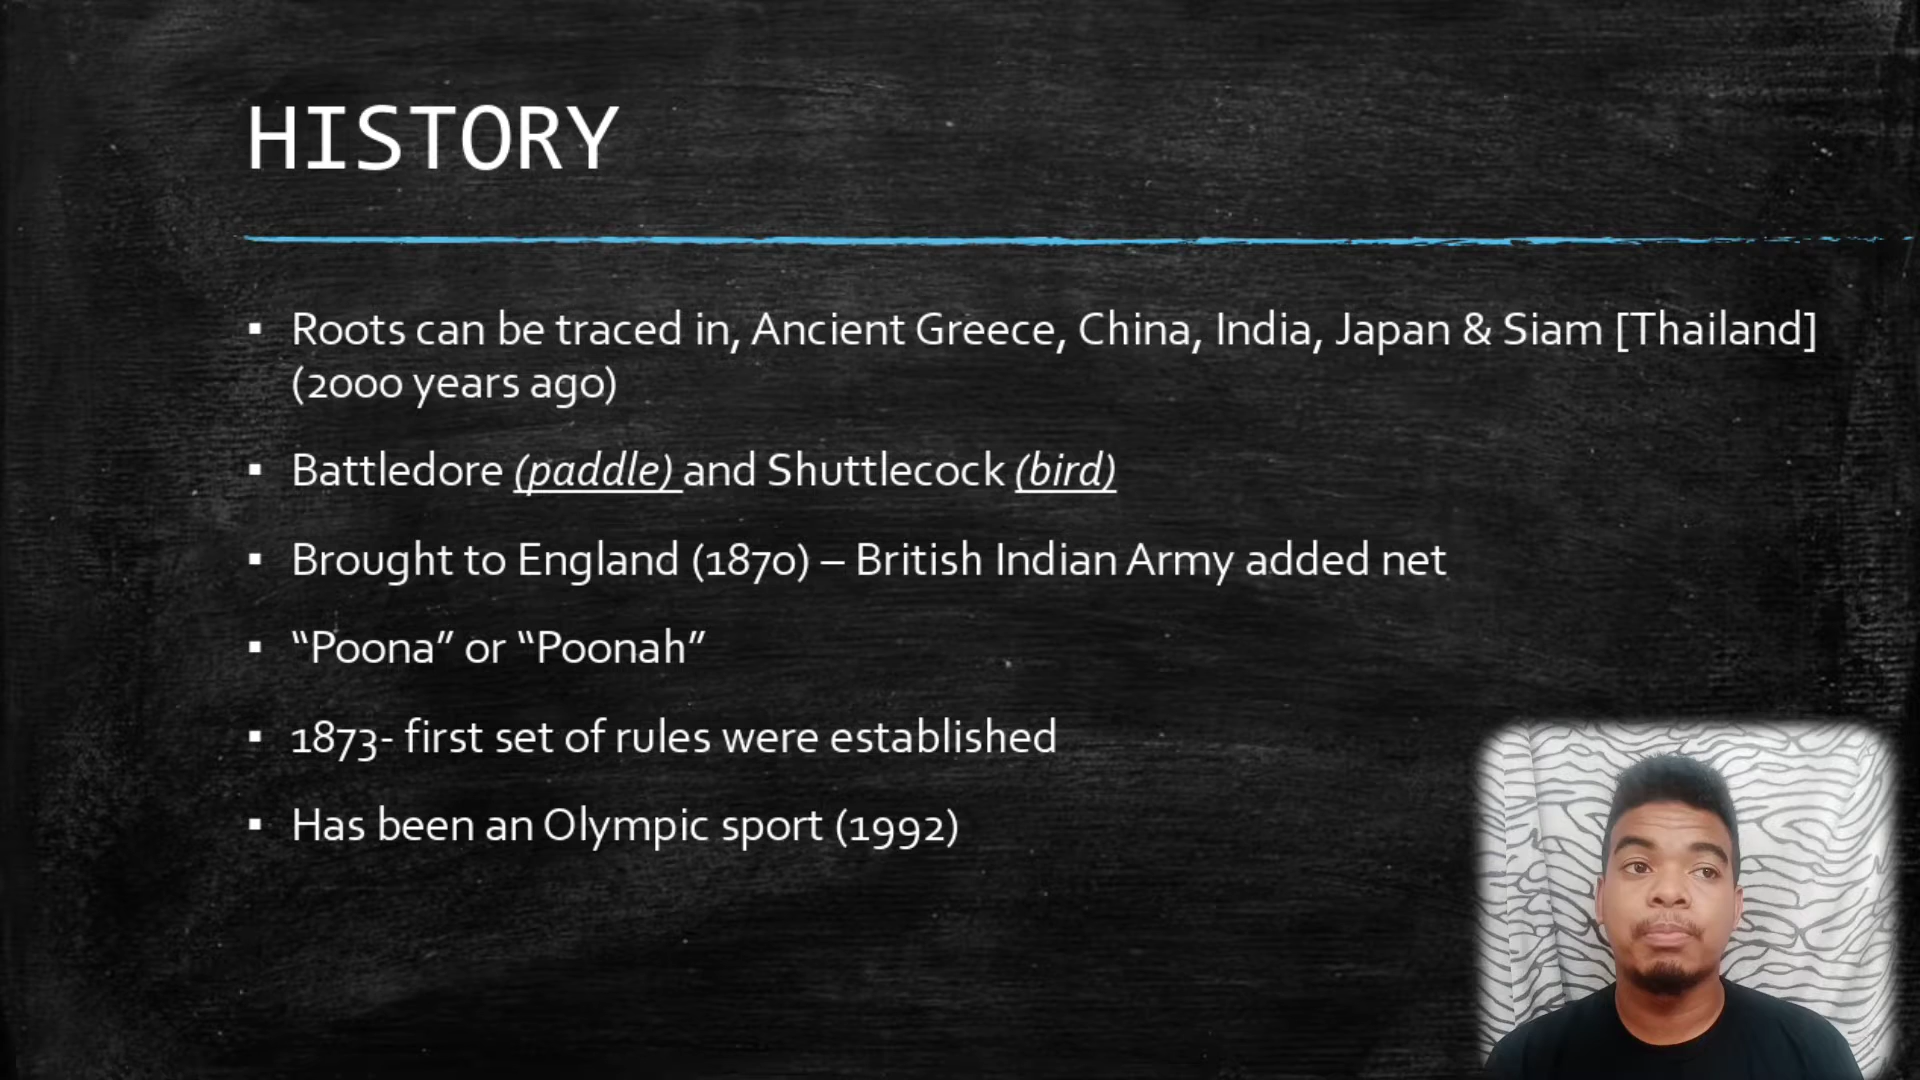 HISTORY
▪ Roots can be traced in, Ancient Greece, China, India, Japan & Siam [Thailand]
(2000 years ago)
▪ Battledore (paddle) and Shuttlecock (bird)
▪ Brought to England (1870) – British Indian Army added net
▪ “Poona” or “Poonah”
▪ 1873- first set of rules were established
▪ Has been an Olympic sport (1992)